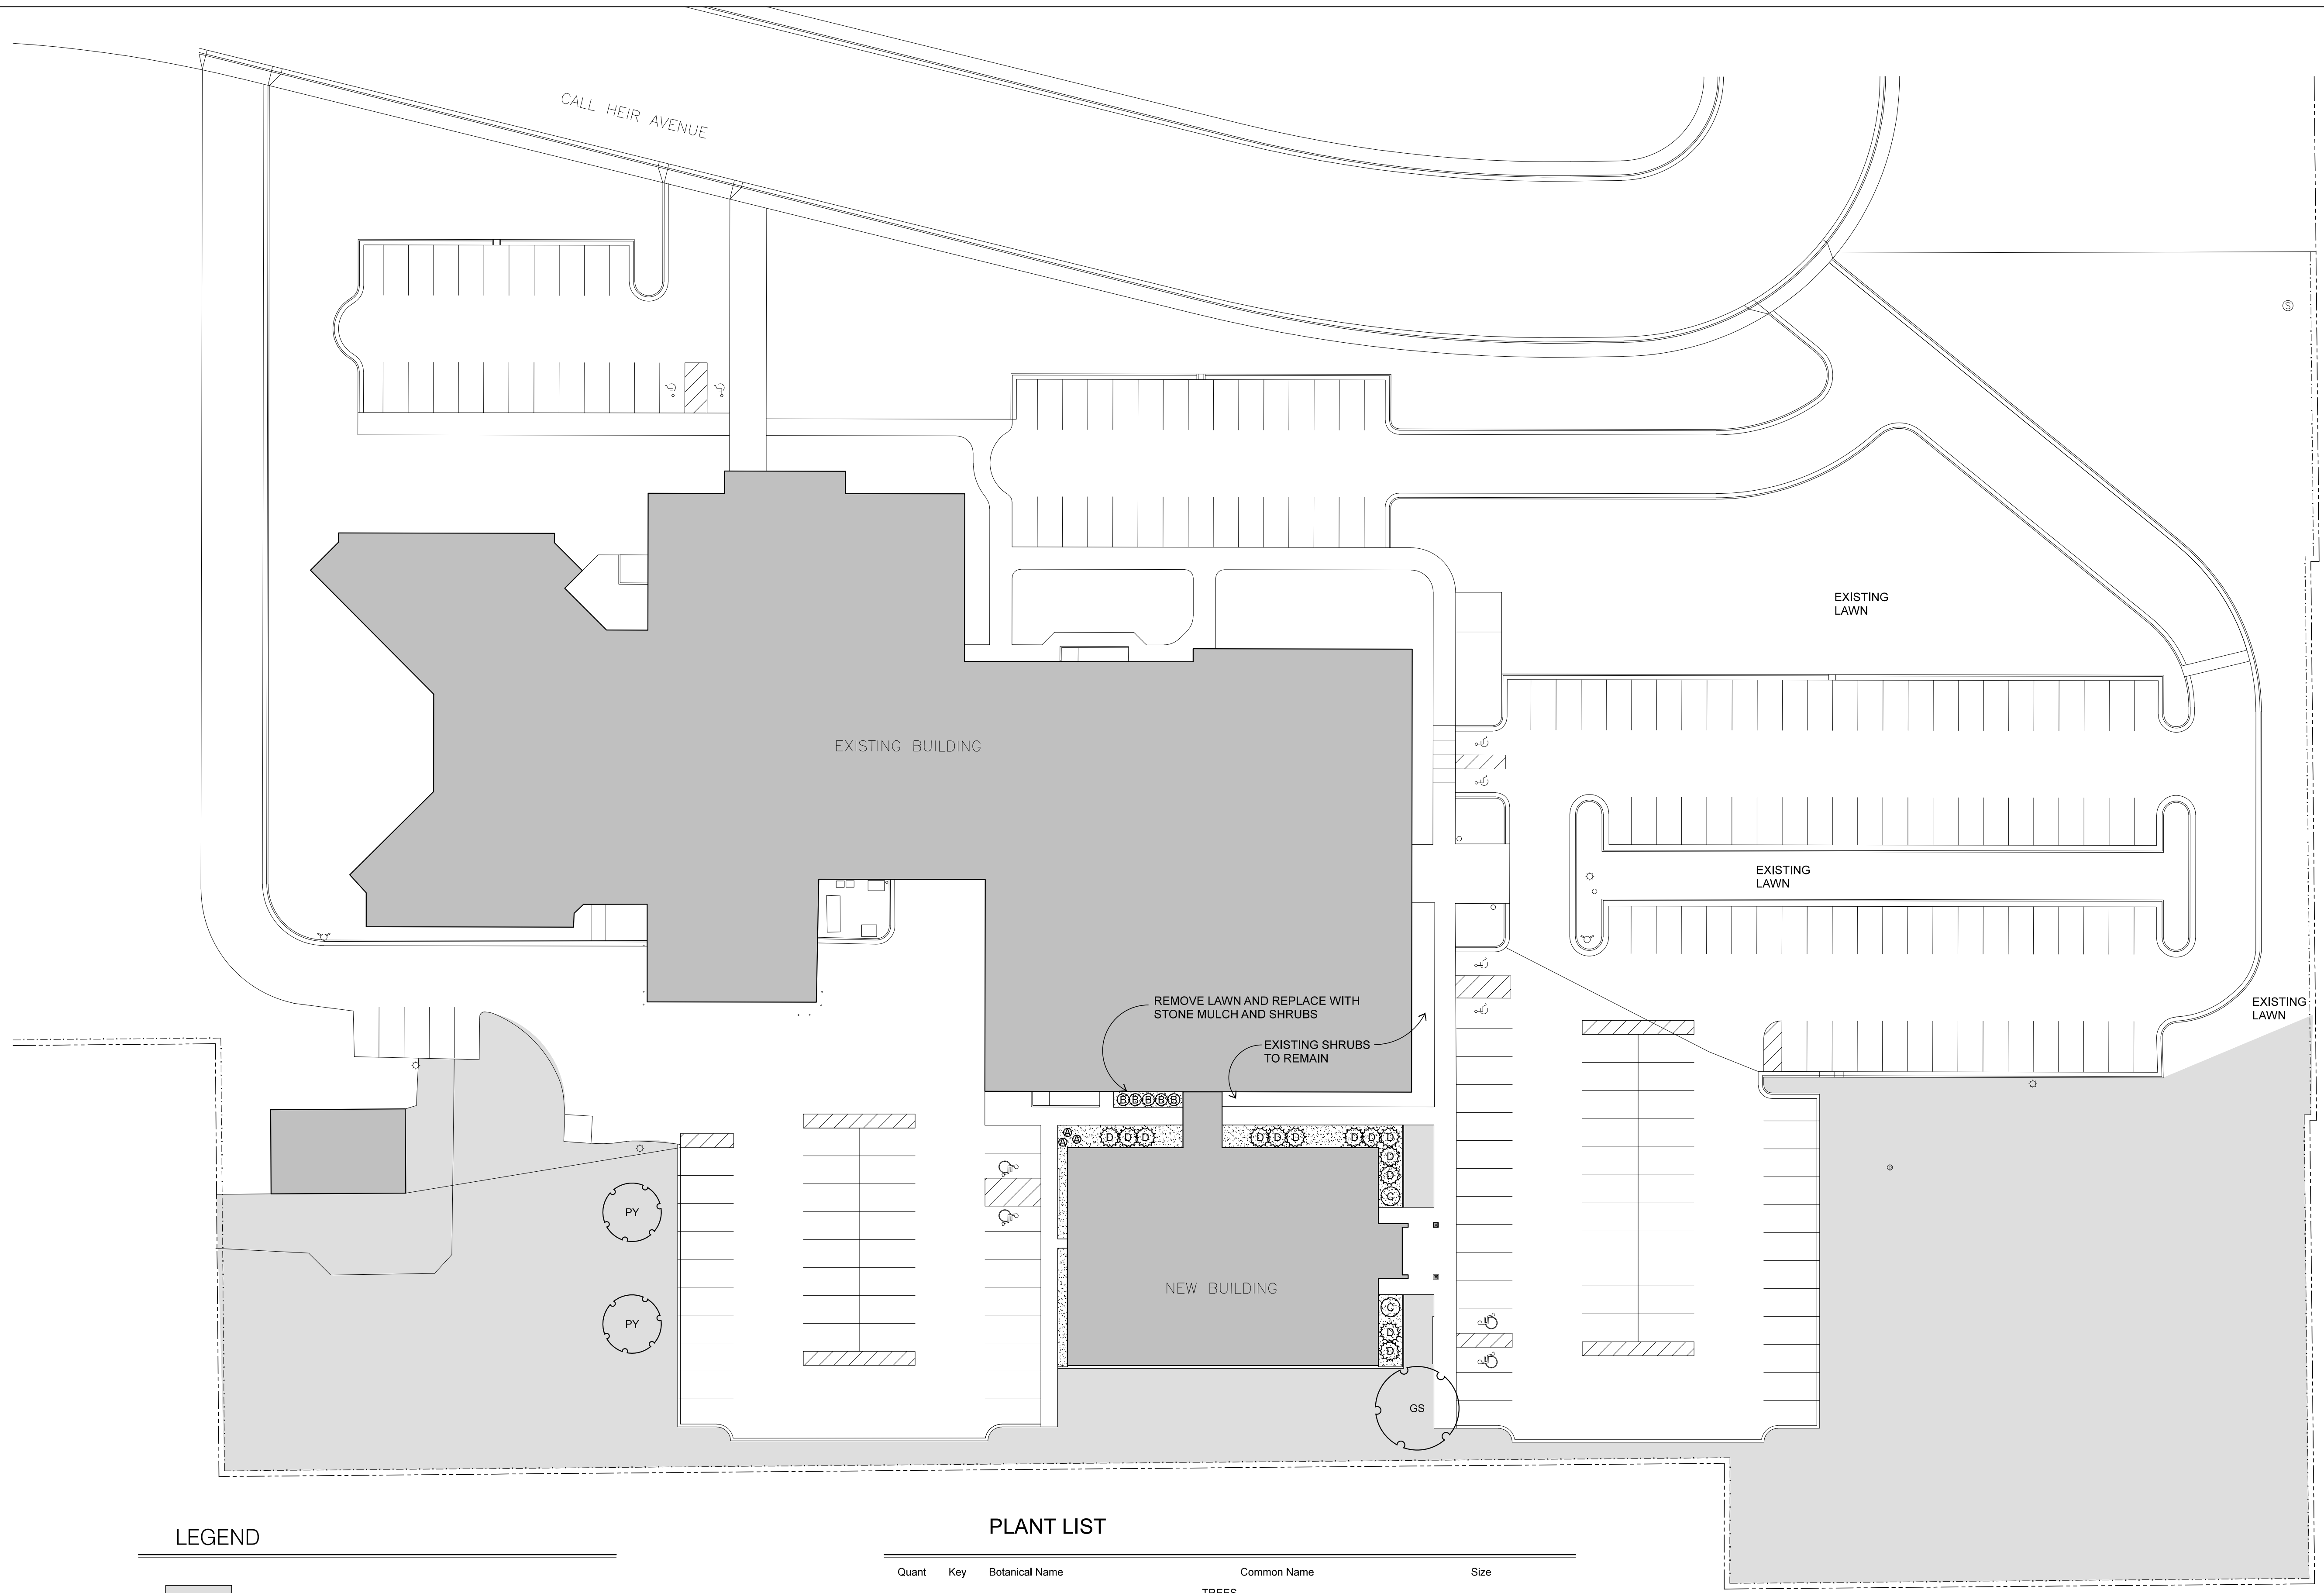 CALL HEIR AVENUE
S
EXISTING
LAWN
EXISTING BUILDING
EXISTING
LAWN
REMOVE LAWN AND REPLACE WITH
STONE MULCH AND SHRUBS
EXISTING
LAWN
EXISTING SHRUBS
TO REMAIN
B B B B B
A A A
D D D
D D D
D D D
D
D
C
PY
NEW BUILDING
C
PY
D
D
GS
PLANT LIST
LEGEND
Quant Key Botanical Name Common Name Size
TREES